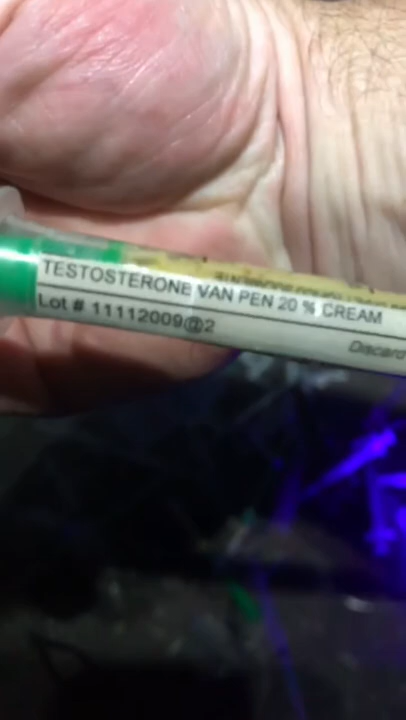 TESTOSTERONE VAN PEN 20 % CREAM
Lot # 11112009@2
Discard